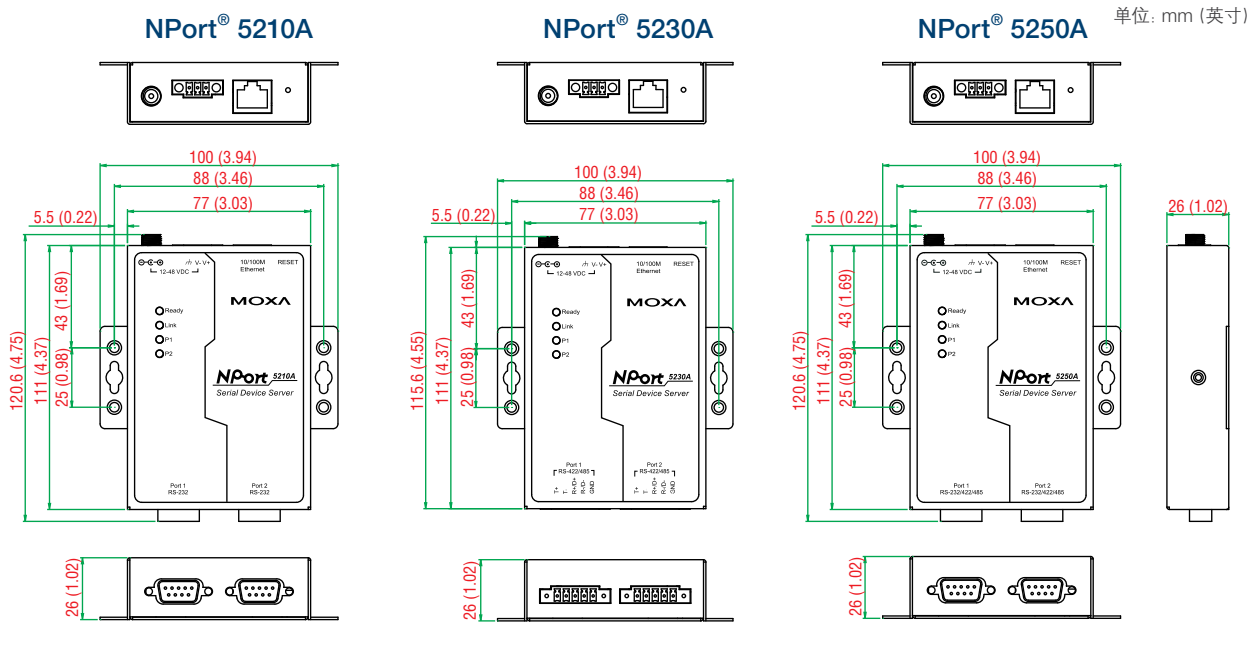 单位: mm (英寸)
NPort® 5210A
100 (3.94)
88 (3.46)
77 (3.03)
5.5 (0.22)
120.6 (4.75)
111 (4.37)
43 (1.69)
25 (0.98)
V- V+
12-48 VDC
10/100M
Ethernet
RESET
MOXA
Ready
Link
P1
P2
NPort 5210A
Serial Device Server
Port 1
RS-232
Port 2
RS-232
26 (1.02)
NPort® 5230A
100 (3.94)
88 (3.46)
77 (3.03)
5.5 (0.22)
115.6 (4.55)
111 (4.37)
43 (1.69)
25 (0.98)
V- V+
12-48 VDC
10/100M
Ethernet
RESET
MOXA
Ready
Link
P1
P2
NPort 5230A
Serial Device Server
Port 1
RS-422/485
T+
T-
R+/D+
R-/D-
GND
Port 2
RS-422/485
T+
T-
R+/D+
R-/D-
GND
26 (1.02)
NPort® 5250A
100 (3.94)
88 (3.46)
77 (3.03)
5.5 (0.22)
120.6 (4.75)
111 (4.37)
43 (1.69)
25 (0.98)
V- V+
12-48 VDC
10/100M
Ethernet
RESET
MOXA
Ready
Link
P1
P2
NPort 5250A
Serial Device Server
Port 1
RS-232/422/485
Port 2
RS-232/422/485
26 (1.02)
26 (1.02)